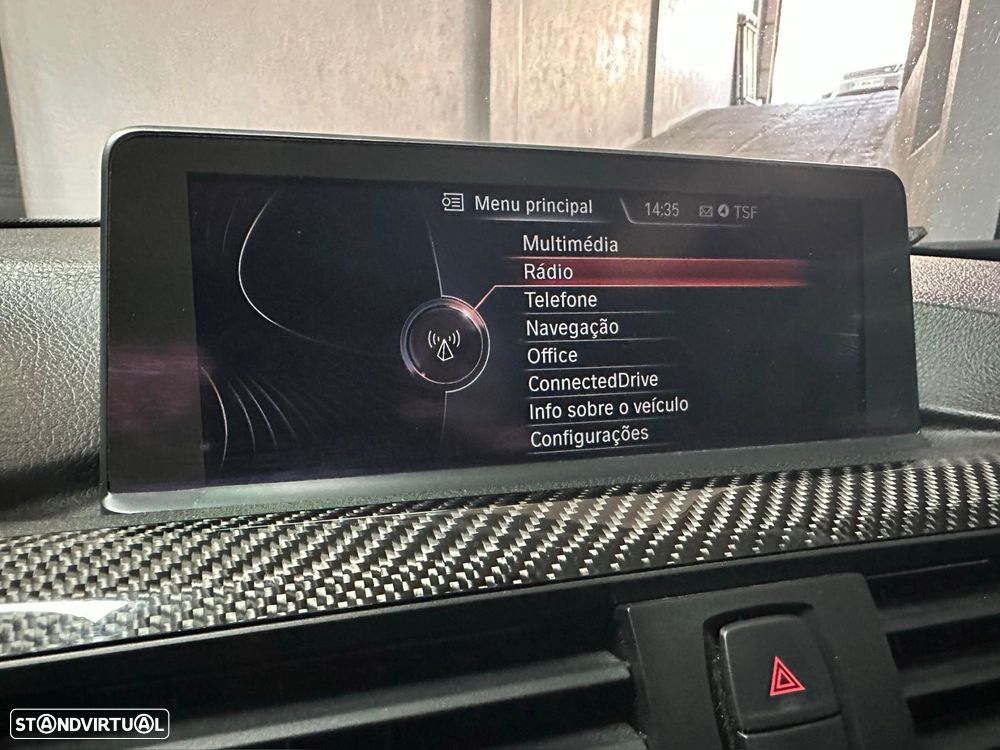 Menu principal 14:35 TSF
Multimédia
Rádio
Telefone
Navegação
Office
ConnectedDrive
Info sobre o veículo
Configurações
STANDVIRTUAL